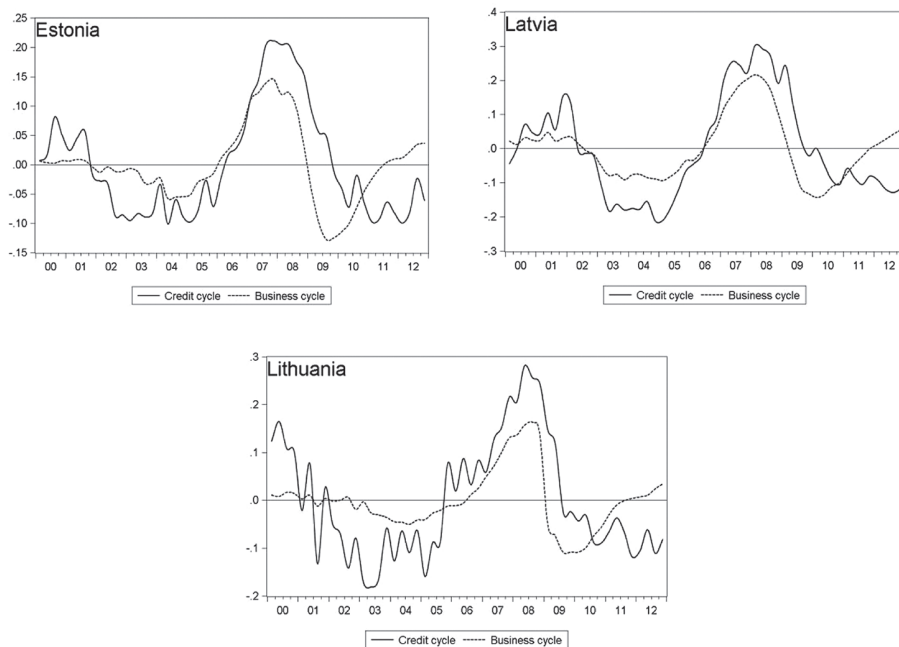 Estonia
.25
.20
.15
.10
.05
.00
-.05
-.10
-.15
00 01 02 03 04 05 06 07 08 09 10 11 12
Credit cycle Business cycle
Latvia
.4
.3
.2
.1
.0
-.1
-.2
-.3
00 01 02 03 04 05 06 07 08 09 10 11 12
Credit cycle Business cycle
Lithuania
.3
.2
.1
.0
-.1
-.2
00 01 02 03 04 05 06 07 08 09 10 11 12
Credit cycle Business cycle